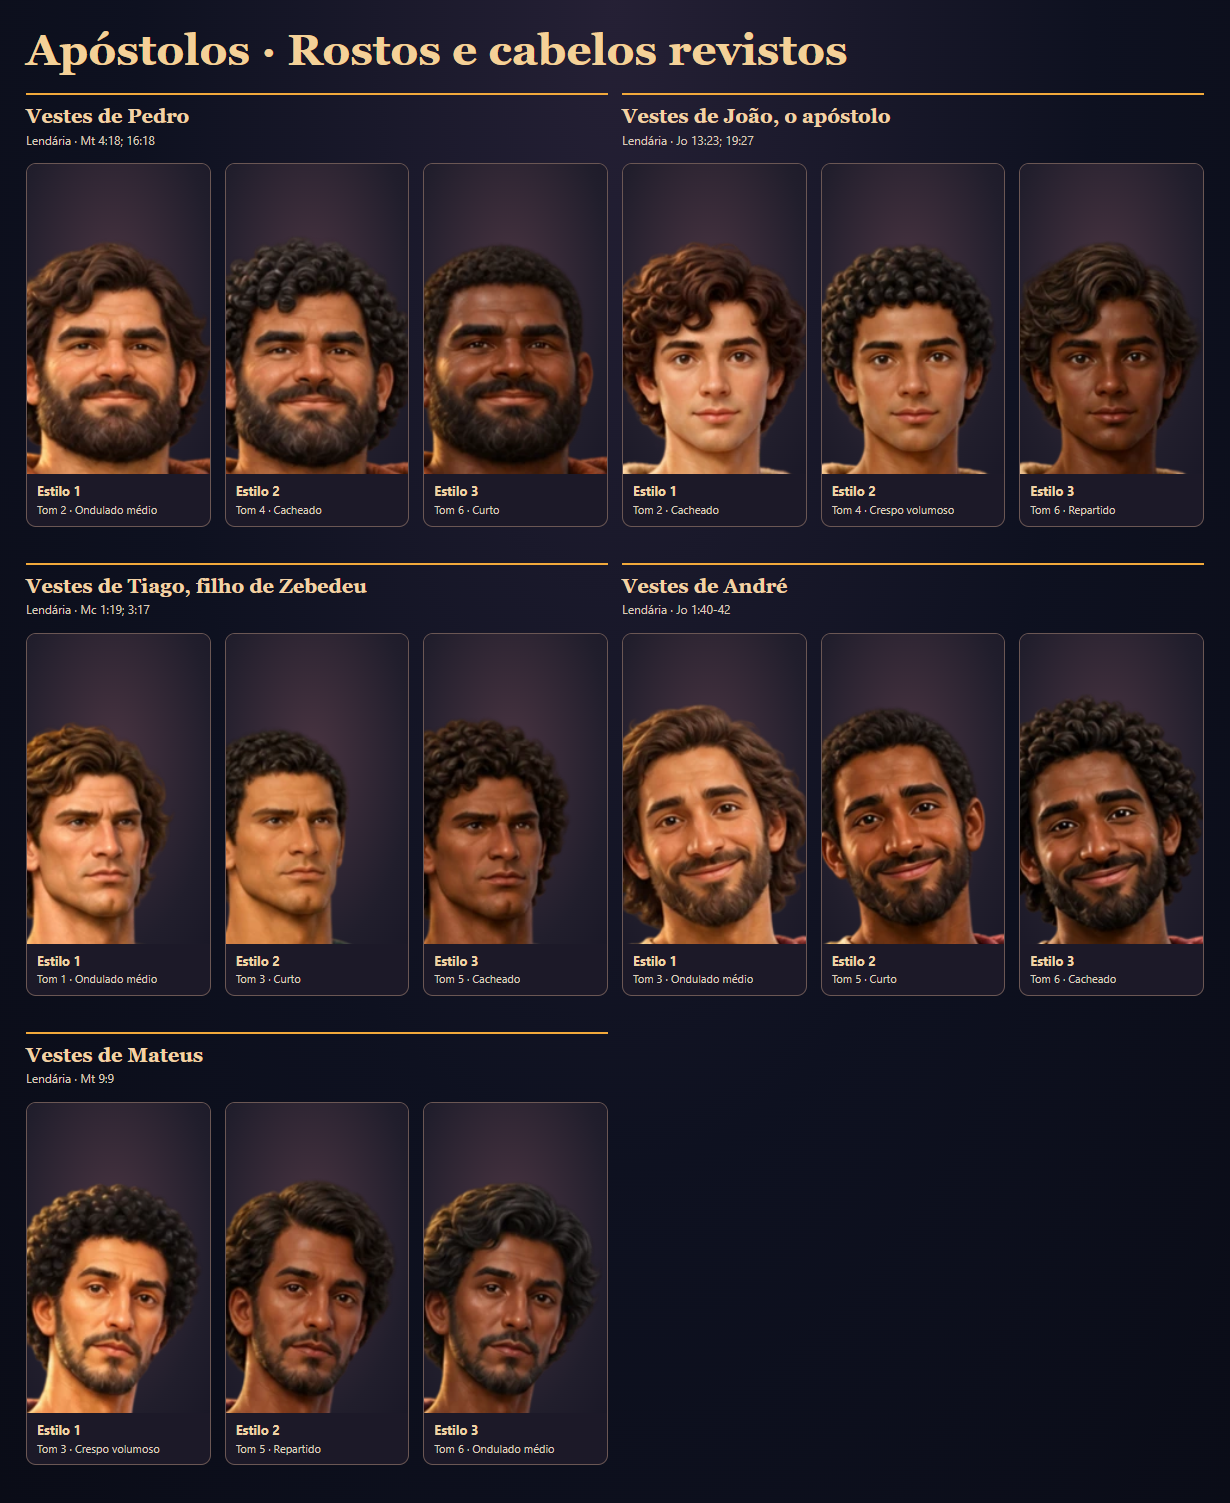 Apóstolos · Rostos e cabelos revistos
Vestes de Pedro
Lendária · Mt 4:18; 16:18
Estilo 1
Tom 2 · Ondulado médio
Estilo 2
Tom 4 · Cacheado
Estilo 3
Tom 6 · Curto
Vestes de João, o apóstolo
Lendária · Jo 13:23; 19:27
Estilo 1
Tom 2 · Cacheado
Estilo 2
Tom 4 · Crespo volumoso
Estilo 3
Tom 6 · Repartido
Vestes de Tiago, filho de Zebedeu
Lendária · Mc 1:19; 3:17
Estilo 1
Tom 1 · Ondulado médio
Estilo 2
Tom 3 · Curto
Estilo 3
Tom 5 · Cacheado
Vestes de André
Lendária · Jo 1:40-42
Estilo 1
Tom 3 · Ondulado médio
Estilo 2
Tom 5 · Curto
Estilo 3
Tom 6 · Cacheado
Vestes de Mateus
Lendária · Mt 9:9
Estilo 1
Tom 3 · Crespo volumoso
Estilo 2
Tom 5 · Repartido
Estilo 3
Tom 6 · Ondulado médio